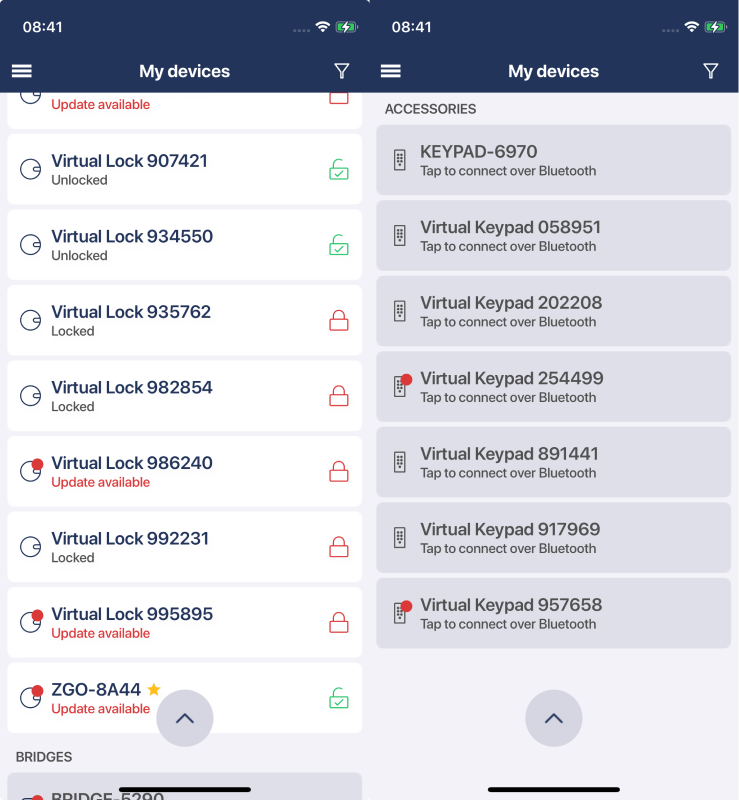 08:41
My devices
Update available
Virtual Lock 907421
Unlocked
Virtual Lock 934550
Unlocked
Virtual Lock 935762
Locked
Virtual Lock 982854
Locked
Virtual Lock 986240
Update available
Virtual Lock 992231
Locked
Virtual Lock 995895
Update available
ZGO-8A44
Update available
BRIDGES
BRIDGE-5290
08:41
My devices
ACCESSORIES
KEYPAD-6970
Tap to connect over Bluetooth
Virtual Keypad 058951
Tap to connect over Bluetooth
Virtual Keypad 202208
Tap to connect over Bluetooth
Virtual Keypad 254499
Tap to connect over Bluetooth
Virtual Keypad 891441
Tap to connect over Bluetooth
Virtual Keypad 917969
Tap to connect over Bluetooth
Virtual Keypad 957658
Tap to connect over Bluetooth